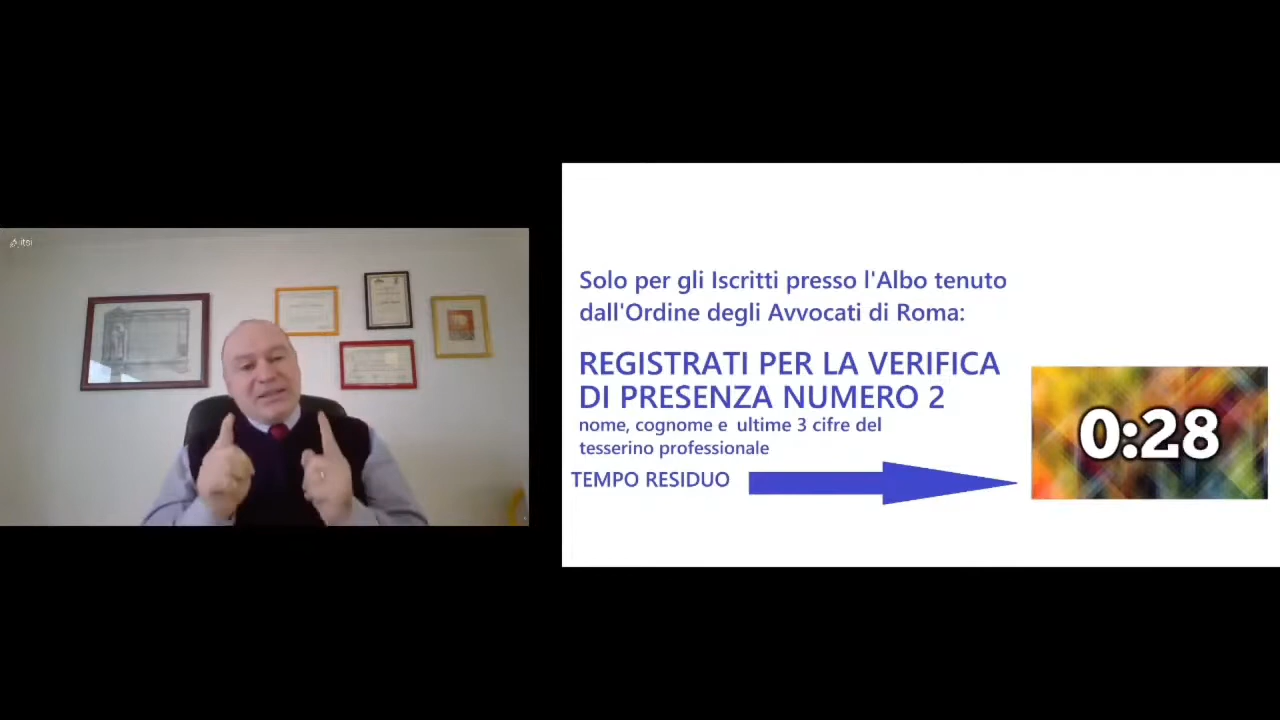 Solo per gli Iscritti presso l'Albo tenuto
dall'Ordine degli Avvocati di Roma:
REGISTRATI PER LA VERIFICA
DI PRESENZA NUMERO 2
nome, cognome e ultime 3 cifre del
tesserino professionale
TEMPO RESIDUO
0:28